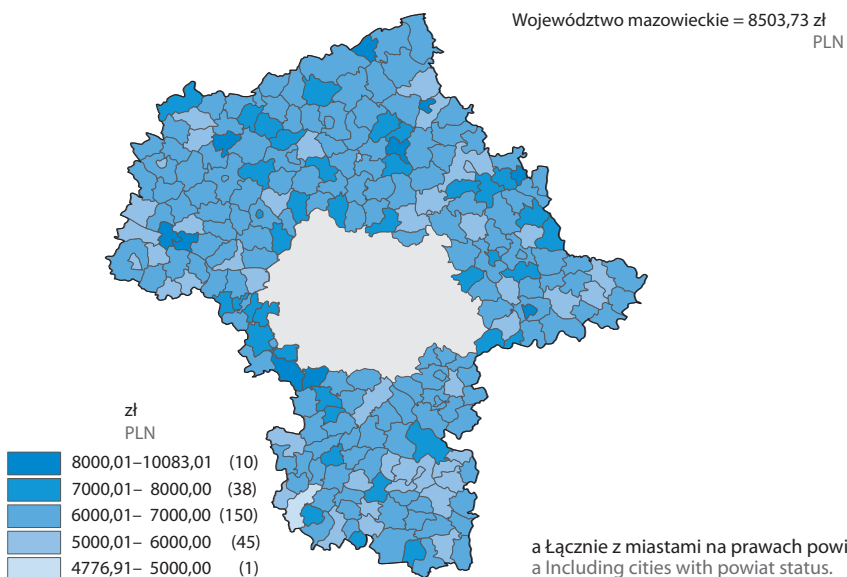 Województwo mazowieckie = 8503,73 zł
PLN
zł
PLN
8000,01–10083,01 (10)
7000,01– 8000,00 (38)
6000,01– 7000,00 (150)
5000,01– 6000,00 (45)
4776,91– 5000,00 (1)
a Łącznie z miastami na prawach powi
a Including cities with powiat status.